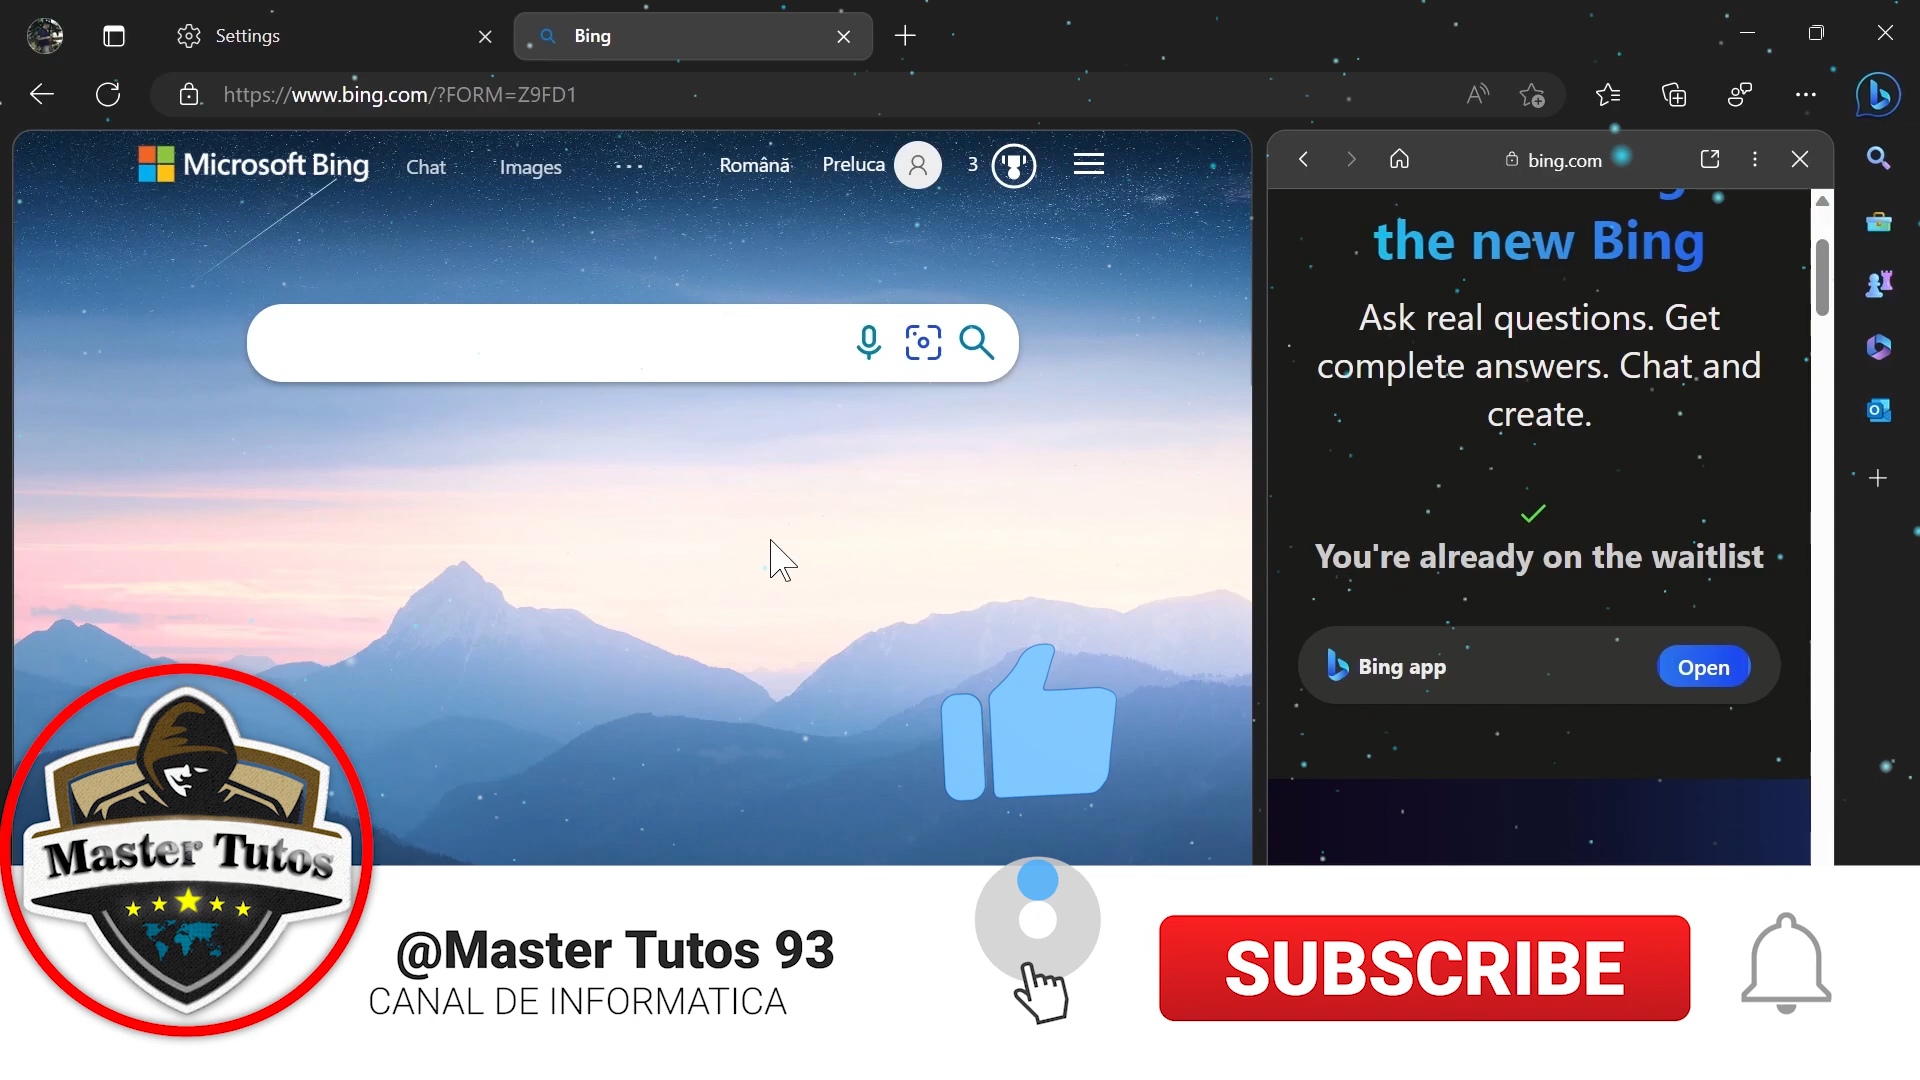 Settings
Bing
https://www.bing.com/?FORM=Z9FD1
Microsoft Bing
Chat
Images
Română
Preluca
3
bing.com
the new Bing
Ask real questions. Get
complete answers. Chat and
create.
You're already on the waitlist
Bing app
Open
Master Tutos
@Master Tutos 93
CANAL DE INFORMATICA
SUBSCRIBE